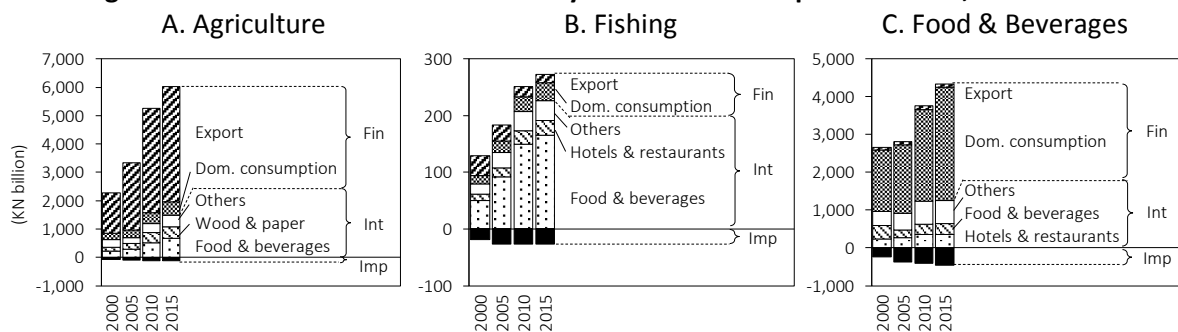 A. Agriculture
B. Fishing
C. Food & Beverages
(KN billion)
7,000
6,000
5,000
4,000
3,000
2,000
1,000
0
-1,000
Export
Dom. consumption
Others
Wood & paper
Food & beverages
Fin
Int
Imp
2000
2005
2010
2015
300
200
100
0
-100
Export
Dom. consumption
Others
Hotels & restaurants
Food & beverages
Fin
Int
Imp
2000
2005
2010
2015
5,000
4,000
3,000
2,000
1,000
0
-1,000
Export
Dom. consumption
Others
Food & beverages
Hotels & restaurants
Fin
Int
Imp
2000
2005
2010
2015